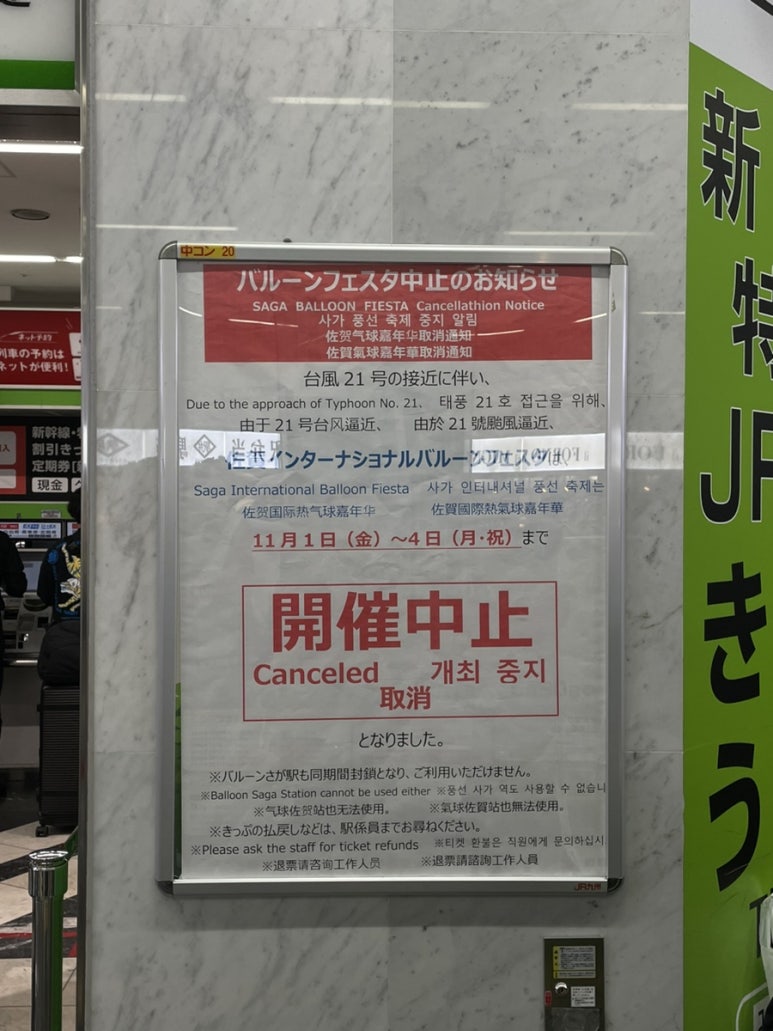 中コン 20
バルーンフェスタ中止のお知らせ
SAGA BALLOON FIESTA Cancellathion Notice
사가 풍선 축제 중지 알림
佐贺气球嘉年华取消通知
佐賀氣球嘉年華取消通知
台風 21 号の接近に伴い、
Due to the approach of Typhoon No. 21、 태풍 21 호 접근을 위해、
由于 21 号台风逼近、 由於 21 號颱風逼近、
佐賀インターナショナルバルーンフェスタは、
Saga International Balloon Fiesta 사가 인터내셔널 풍선 축제는
佐贺国际热气球嘉年华 佐賀國際熱氣球嘉年華
11月1日（金）～4日（月・祝）まで
開催中止
Canceled 개최 중지
取消
となりました。
※バルーンさが駅も同期間封鎖となり、ご利用いただけません。
※Balloon Saga Station cannot be used either ※풍선 사가 역도 사용할 수 없습니
※气球佐贺站也无法使用。 ※氣球佐賀站也無法使用。
※きっぷの払戻しなどは、駅係員までお尋ねください。
※Please ask the staff for ticket refunds ※티켓 환불은 직원에게 문의하십시
※退票请咨询工作人员 ※退票請諮詢工作人員
JR九州
ネット予約
列車の予約は
ネットが便利!
新幹線・
割引きっ
定期券
現金
新
特
JR
きっ